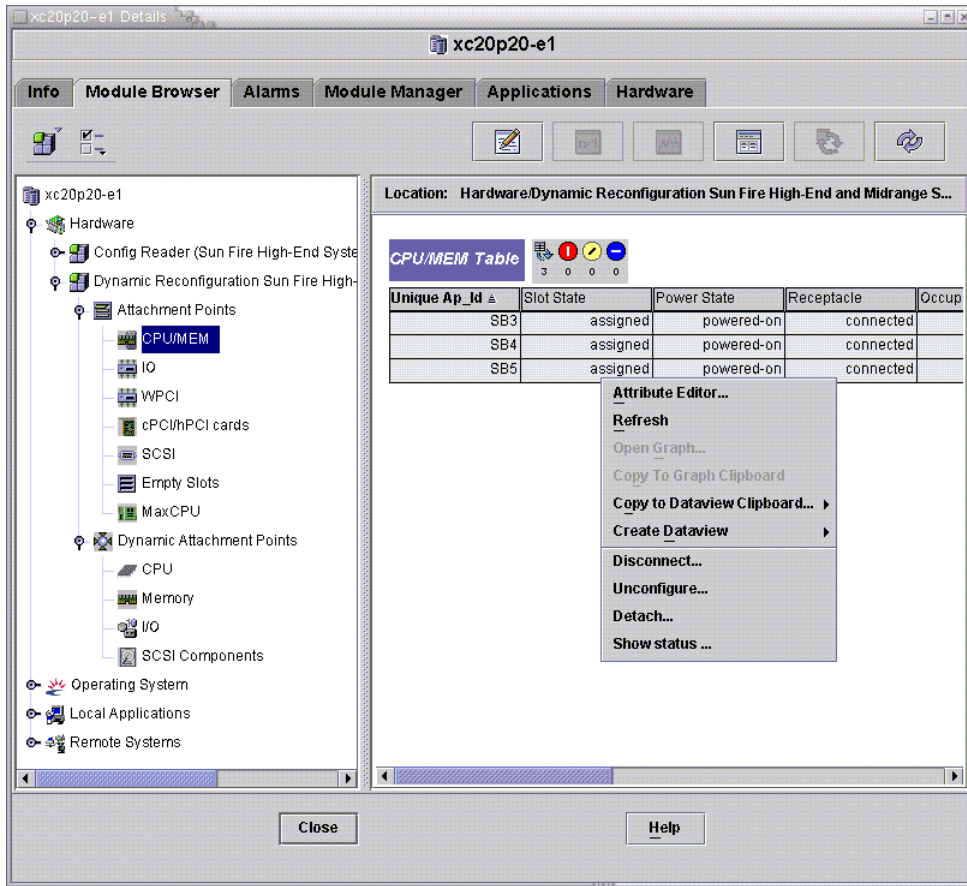 xc20p20-e1 Details
xc20p20-e1
Info Module Browser Alarms Module Manager Applications Hardware
xc20p20-e1
Hardware
Config Reader (Sun Fire High-End Syste
Dynamic Reconfiguration Sun Fire High-
Attachment Points
CPU/MEM
IO
WPCI
cPCI/hPCI cards
SCSI
Empty Slots
MaxCPU
Dynamic Attachment Points
CPU
Memory
I/O
SCSI Components
Operating System
Local Applications
Remote Systems
Location: Hardware/Dynamic Reconfiguration Sun Fire High-End and Midrange S...
CPU/MEM Table
3 0 0 0
Unique Ap_Id Slot State Power State Receptacle Occup
SB3 assigned powered-on connected
SB4 assigned powered-on connected
SB5 assigned powered-on connected
Attribute Editor...
Refresh
Open Graph...
Copy To Graph Clipboard
Copy to Dataview Clipboard...
Create Dataview
Disconnect...
Unconfigure...
Detach...
Show status ...
Close Help